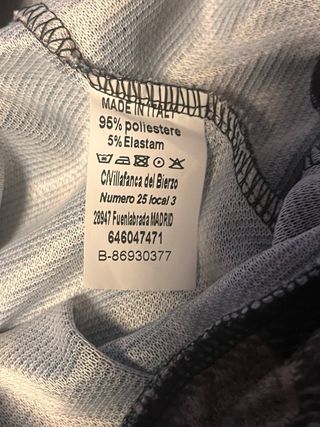 MADE IN ITALY
95% poliestere
5% Elastam
C/Villafanca del Bierzo
Numero 25 local 3
28947 Fuenlabrada MADRID
646047471
B-86930377